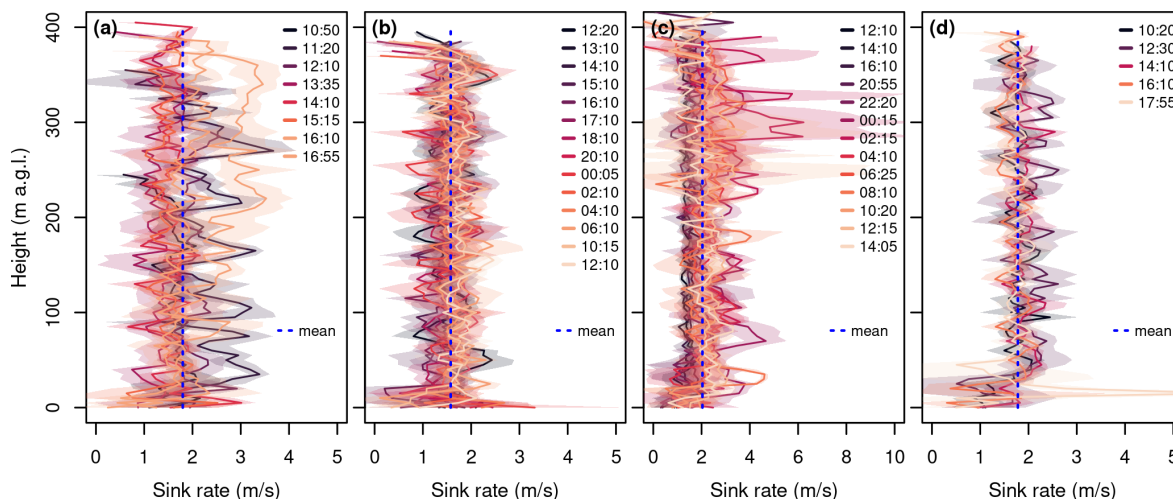 Height (m a.g.l.)
0
100
200
300
400
(a)
10:50
11:20
12:10
13:35
14:10
15:15
16:10
16:55
mean
0 1 2 3 4 5
Sink rate (m/s)
(b)
12:20
13:10
14:10
15:10
16:10
17:10
18:10
20:10
00:05
02:10
04:10
06:10
10:15
12:10
mean
0 1 2 3 4 5
Sink rate (m/s)
(c)
12:10
14:10
16:10
20:55
22:20
00:15
02:15
04:10
06:25
08:10
10:20
12:15
14:05
mean
0 2 4 6 8 10
Sink rate (m/s)
(d)
10:20
12:30
14:10
16:10
17:55
mean
0 1 2 3 4 5
Sink rate (m/s)